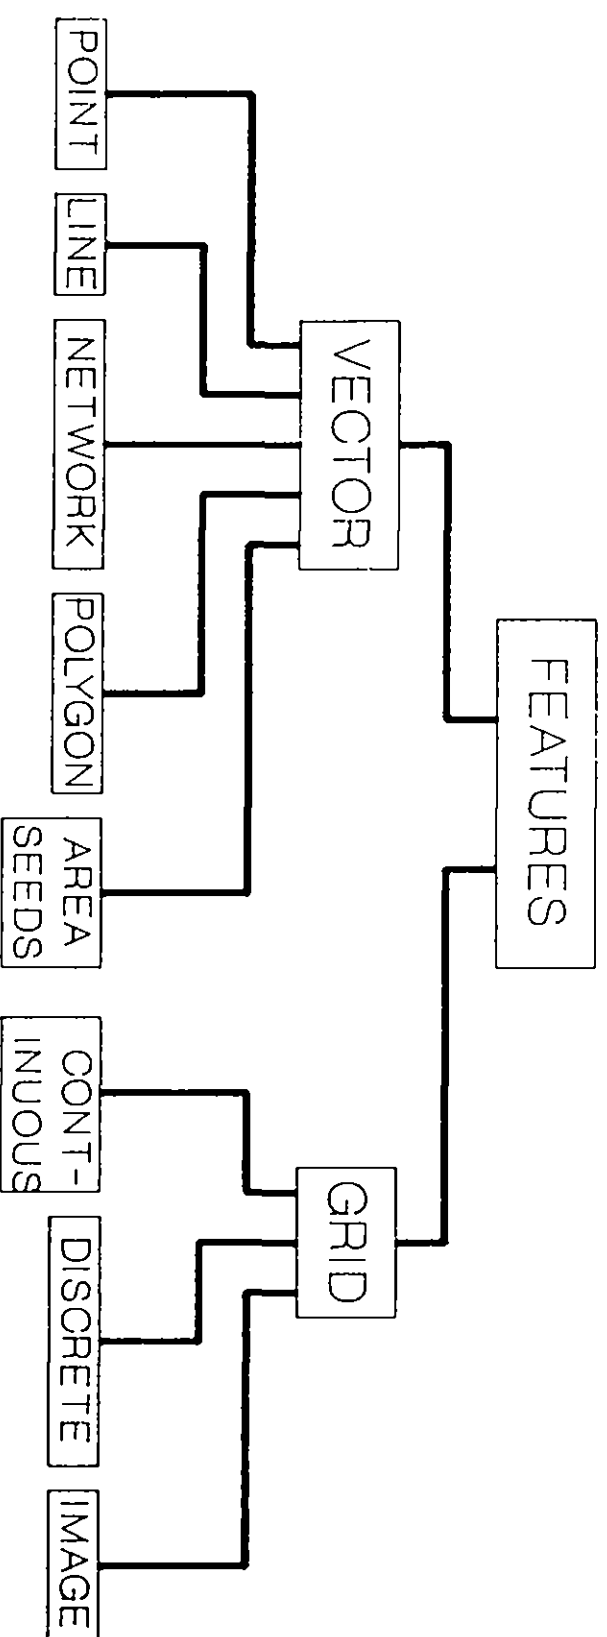 FEATURES
VECTOR
GRID
POINT
LINE
NETWORK
POLYGON
AREA
SEEDS
CONT-
INUOUS
DISCRETE
IMAGE